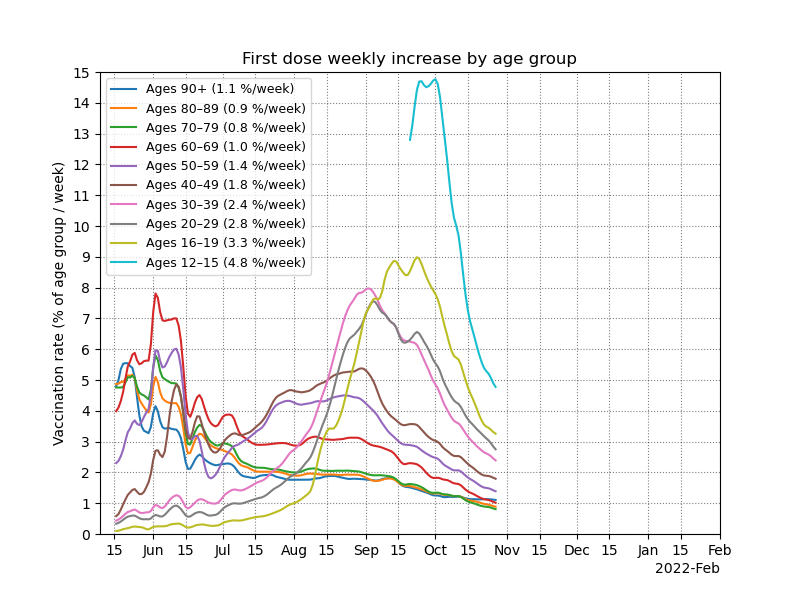 First dose weekly increase by age group
Vaccination rate (% of age group / week)
15
14
13
12
11
10
9
8
7
6
5
4
3
2
1
0
Ages 90+ (1.1 %/week)
Ages 80–89 (0.9 %/week)
Ages 70–79 (0.8 %/week)
Ages 60–69 (1.0 %/week)
Ages 50–59 (1.4 %/week)
Ages 40–49 (1.8 %/week)
Ages 30–39 (2.4 %/week)
Ages 20–29 (2.8 %/week)
Ages 16–19 (3.3 %/week)
Ages 12–15 (4.8 %/week)
15 Jun 15 Jul 15 Aug 15 Sep 15 Oct 15 Nov 15 Dec 15 Jan 15 Feb
2022-Feb